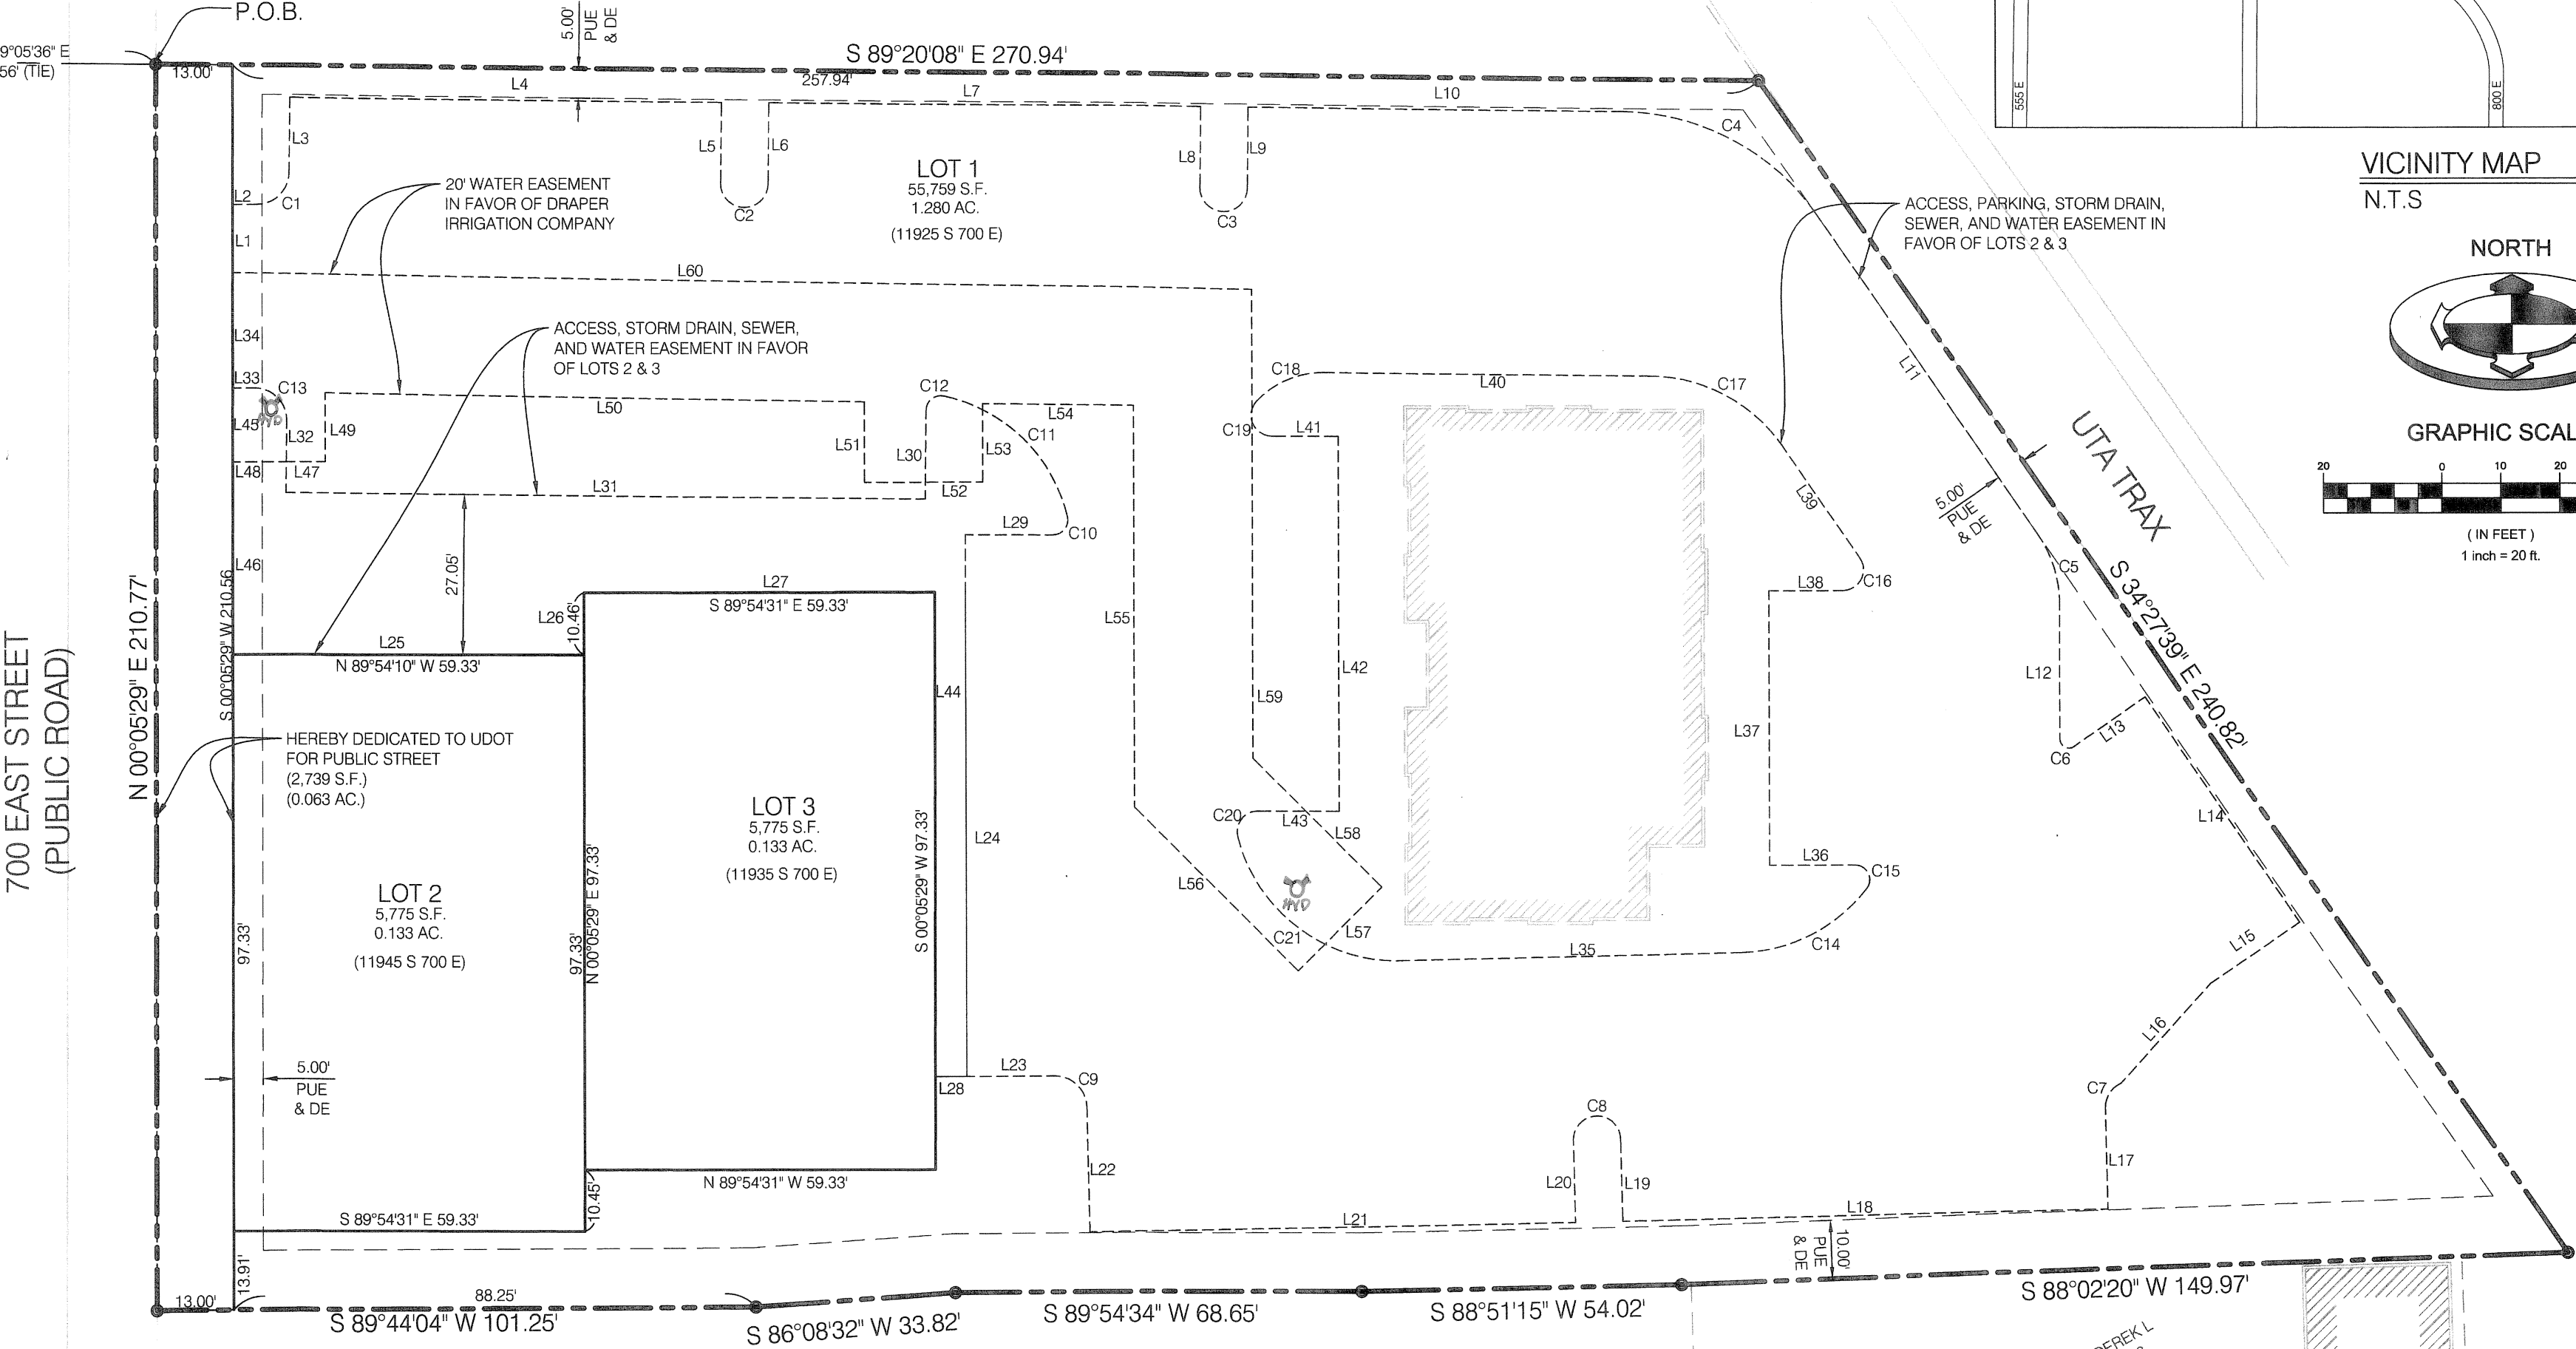 P.O.B.
9°05'36" E
56' (TIE)
13.00'
5.00'
PUE
& DE
S 89°20'08" E 270.94'
257.94'
L4
L7
L10
L3
L5
L6
L8
L9
C4
L2
C1
C2
C3
L1
LOT 1
55,759 S.F.
1.280 AC.
(11925 S 700 E)
20' WATER EASEMENT
IN FAVOR OF DRAPER
IRRIGATION COMPANY
ACCESS, PARKING, STORM DRAIN,
SEWER, AND WATER EASEMENT IN
FAVOR OF LOTS 2 & 3
555 E
800 E
VICINITY MAP
N.T.S
NORTH
GRAPHIC SCAL
20
0
10
20
( IN FEET )
1 inch = 20 ft.
L60
L34
ACCESS, STORM DRAIN, SEWER,
AND WATER EASEMENT IN FAVOR
OF LOTS 2 & 3
L33
C13
HYD
L45
L32
L49
L50
L48
L47
L51
L30
C12
C11
L54
L53
L31
L52
L29
C10
C18
C19
L41
L40
C17
L11
L39
UTA TRAX
5.00'
PUE
& DE
S 34°27'39" E 240.82'
C5
C16
L38
L12
L13
C6
L14
L37
L36
C15
C14
L35
L42
L59
L55
L43
C20
L58
L56
HYD
L57
C21
L46
27.05'
L25
N 89°54'10" W 59.33'
L26
10.46'
L27
S 89°54'31" E 59.33'
L44
L24
700 EAST STREET
(PUBLIC ROAD)
N 00°05'29" E 210.77'
S 00°05'29" W 210.56
HEREBY DEDICATED TO UDOT
FOR PUBLIC STREET
(2,739 S.F.)
(0.063 AC.)
LOT 2
5,775 S.F.
0.133 AC.
(11945 S 700 E)
97.33'
97.33'
N 00°05'29" E 97.33'
LOT 3
5,775 S.F.
0.133 AC.
(11935 S 700 E)
S 00°05'29" W 97.33'
5.00'
PUE
& DE
L28
L23
C9
L22
N 89°54'31" W 59.33'
10.45'
S 89°54'31" E 59.33'
13.91'
L21
L20
C8
L19
L18
L17
C7
L16
L15
10.00'
PUE
& DE
13.00'
88.25'
S 89°44'04" W 101.25'
S 86°08'32" W 33.82'
S 89°54'34" W 68.65'
S 88°51'15" W 54.02'
S 88°02'20" W 149.97'
EREK L